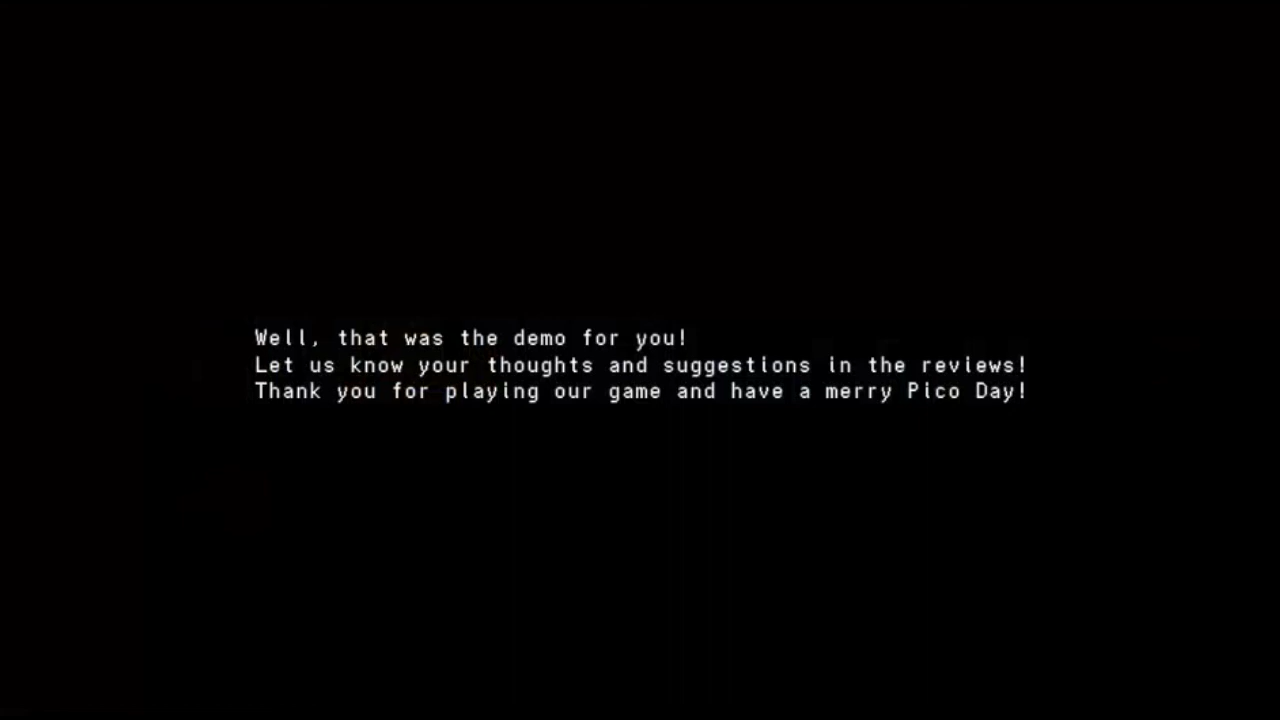 Well, that was the demo for you!
Let us know your thoughts and suggestions in the reviews!
Thank you for playing our game and have a merry Pico Day!